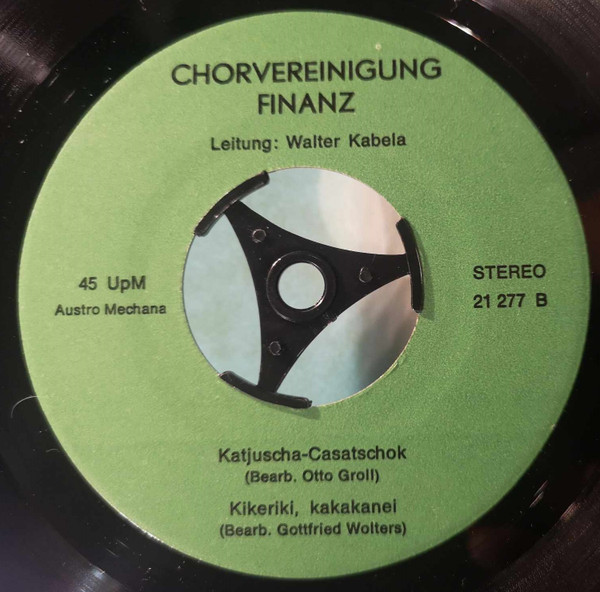 CHORVEREINIGUNG
FINANZ
Leitung: Walter Kabela
45 UpM
Austro Mechana
STEREO
21 277 B
Katjuscha-Casatschok
(Bearb. Otto Groll)
Kikeriki, kakakanei
(Bearb. Gottfried Wolters)